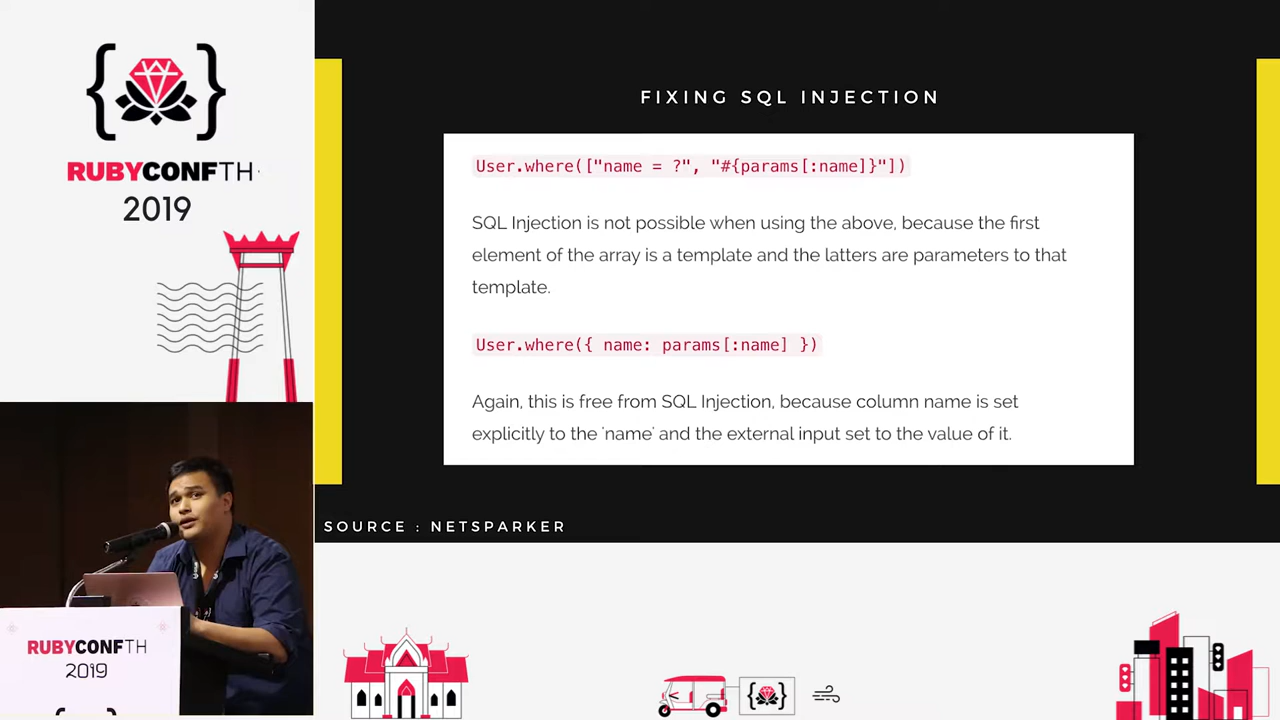 RUBYCONFTH
2019
FIXING SQL INJECTION
User.where(["name = ?", "#{params[:name]}"])
SQL Injection is not possible when using the above, because the first
element of the array is a template and the latters are parameters to that
template.
User.where({ name: params[:name] })
Again, this is free from SQL Injection, because column name is set
explicitly to the 'name' and the external input set to the value of it.
SOURCE : NETSPARKER
RUBYCONFTH
2019